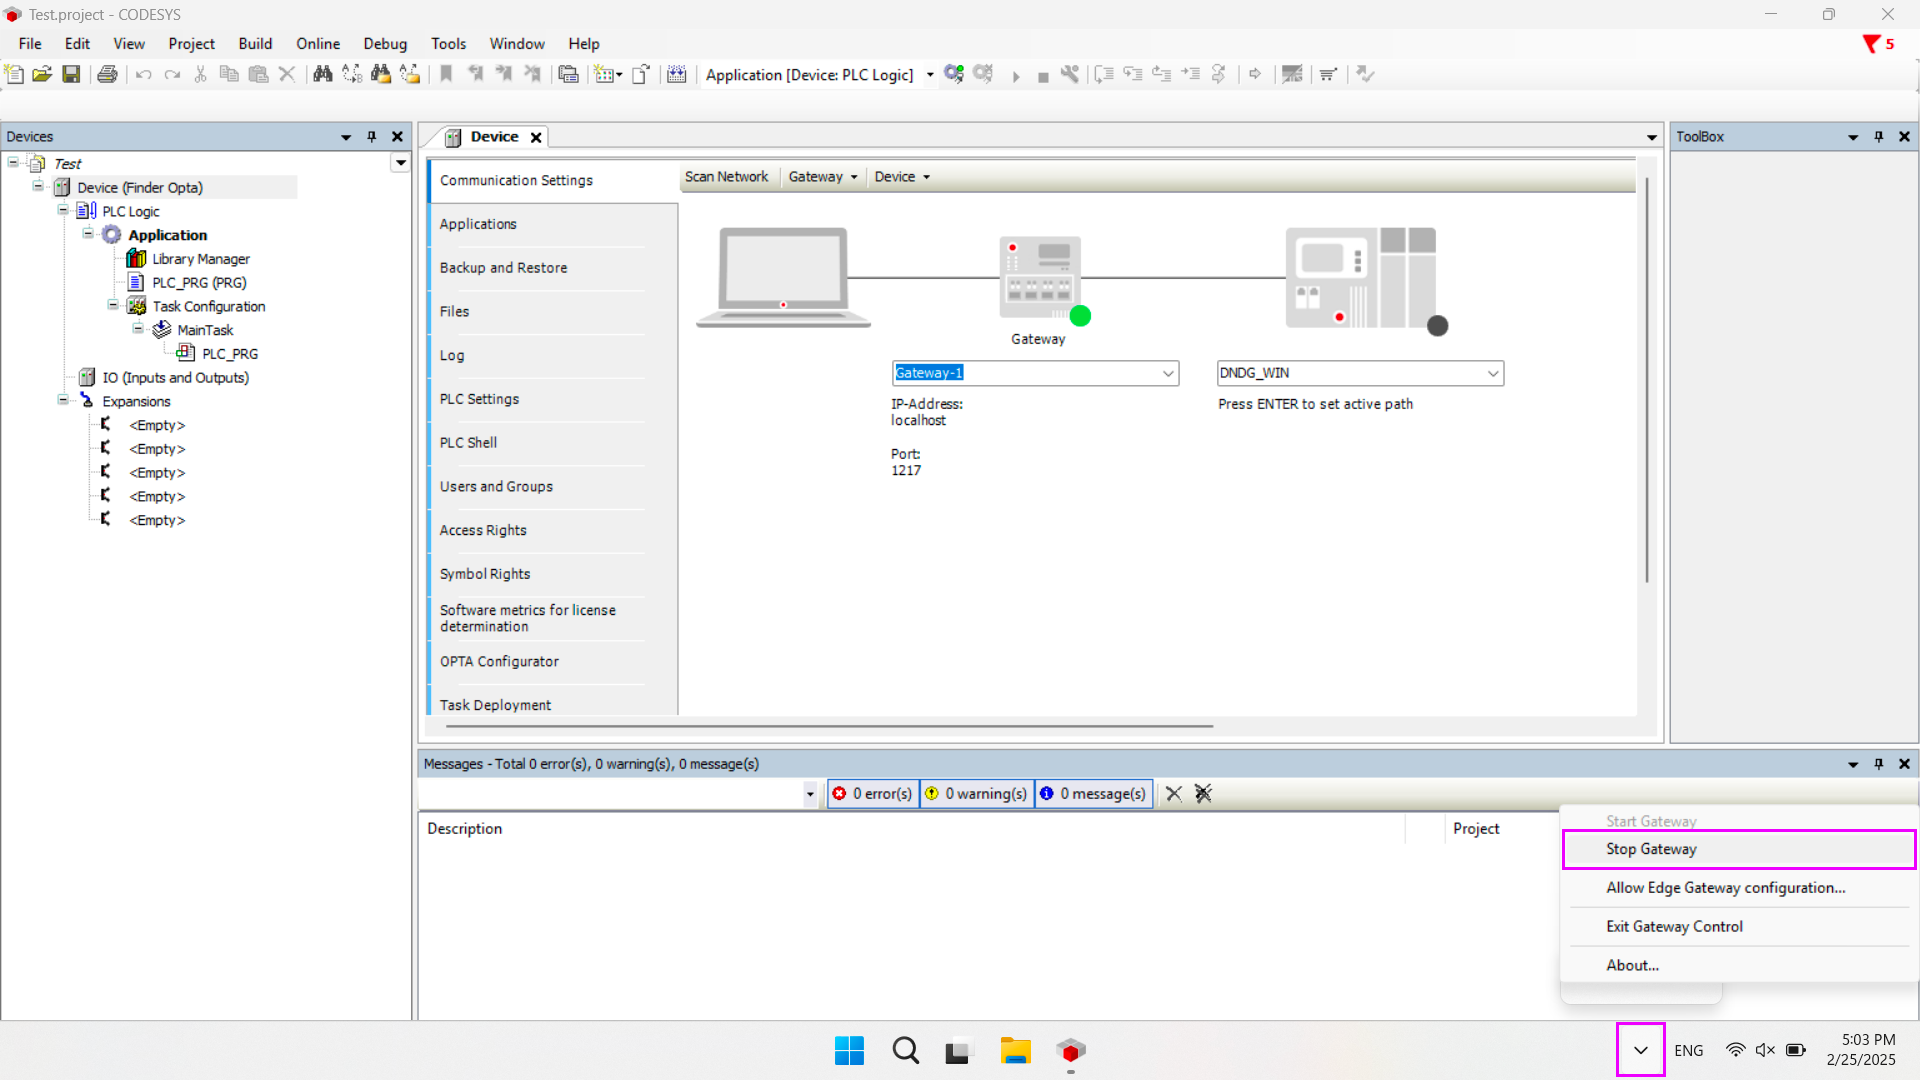 Test.project - CODESYS
File Edit View Project Build Online Debug Tools Window Help
5
Application [Device: PLC Logic]
Devices
Test
Device (Finder Opta)
PLC Logic
Application
Library Manager
PLC_PRG (PRG)
Task Configuration
MainTask
PLC_PRG
IO (Inputs and Outputs)
Expansions
<Empty>
<Empty>
<Empty>
<Empty>
<Empty>
Device
Communication Settings
Applications
Backup and Restore
Files
Log
PLC Settings
PLC Shell
Users and Groups
Access Rights
Symbol Rights
Software metrics for license
determination
OPTA Configurator
Task Deployment
Scan Network Gateway Device
Gateway
Gateway-1
IP-Address:
localhost
Port:
1217
DNDG_WIN
Press ENTER to set active path
ToolBox
Messages - Total 0 error(s), 0 warning(s), 0 message(s)
0 error(s) 0 warning(s) 0 message(s)
Description Project
Start Gateway
Stop Gateway
Allow Edge Gateway configuration...
Exit Gateway Control
About...
ENG
5:03 PM
2/25/2025